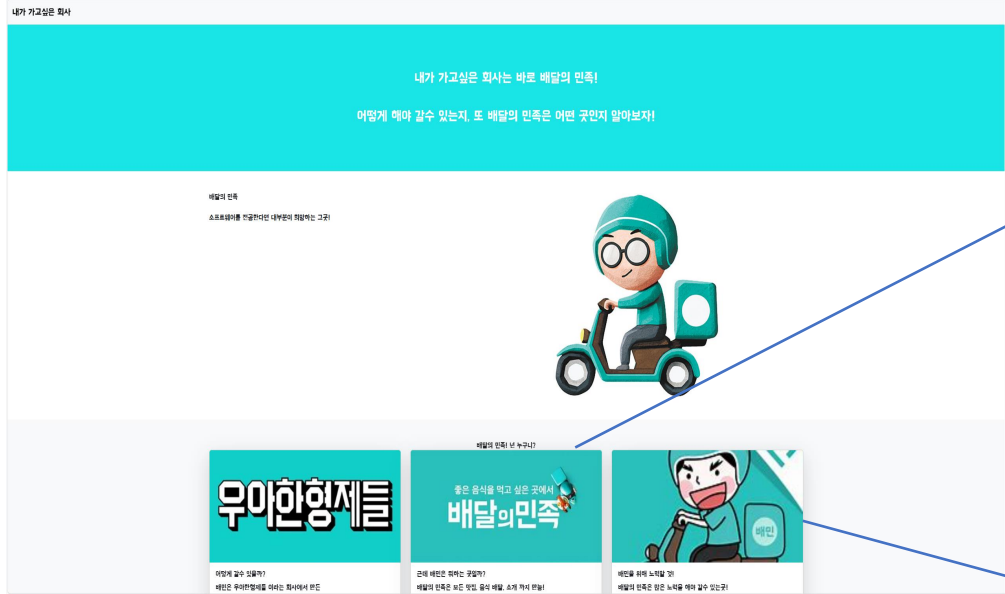 내가 가고싶은 회사
내가 가고싶은 회사는 바로 배달의 민족!
어떻게 해야 갈수 있는지, 또 배달의 민족은 어떤 곳인지 알아보자!
배달의 민족
소프트웨어를 전공한다면 대부분이 희망하는 그곳!
배달의 민족! 넌 누구니?
우아한형제들
좋은 음식을 먹고 싶은 곳에서
배달의민족
배민
어떻게 갈수 있을까?
배민은 우아한형제들 이라는 회사에서 만든
근데 배민은 뭐하는 곳일까?
배달의 민족은 모든 맛집, 음식 배달, 소개 까지 만능!
배민을 위해 노력할 것!
배달의 민족은 많은 노력을 해야 갈수 있는곳!